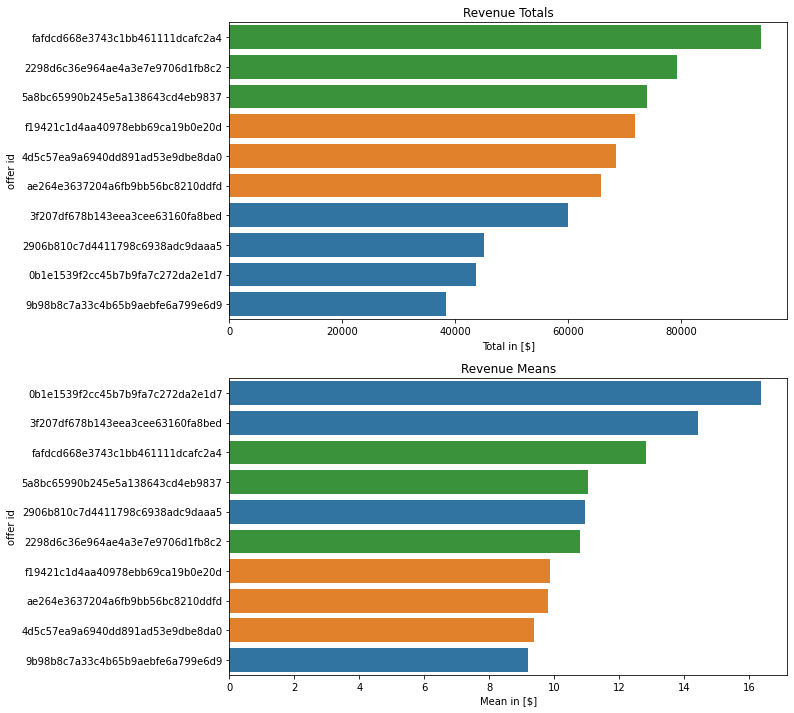 Revenue Totals
offer id
fafdcd668e3743c1bb461111dcafc2a4
2298d6c36e964ae4a3e7e9706d1fb8c2
5a8bc65990b245e5a138643cd4eb9837
f19421c1d4aa40978ebb69ca19b0e20d
4d5c57ea9a6940dd891ad53e9dbe8da0
ae264e3637204a6fb9bb56bc8210ddfd
3f207df678b143eea3cee63160fa8bed
2906b810c7d4411798c6938adc9daaa5
0b1e1539f2cc45b7b9fa7c272da2e1d7
9b98b8c7a33c4b65b9aebfe6a799e6d9
0 20000 40000 60000 80000
Total in [$]
Revenue Means
offer id
0b1e1539f2cc45b7b9fa7c272da2e1d7
3f207df678b143eea3cee63160fa8bed
fafdcd668e3743c1bb461111dcafc2a4
5a8bc65990b245e5a138643cd4eb9837
2906b810c7d4411798c6938adc9daaa5
2298d6c36e964ae4a3e7e9706d1fb8c2
f19421c1d4aa40978ebb69ca19b0e20d
ae264e3637204a6fb9bb56bc8210ddfd
4d5c57ea9a6940dd891ad53e9dbe8da0
9b98b8c7a33c4b65b9aebfe6a799e6d9
0 2 4 6 8 10 12 14 16
Mean in [$]